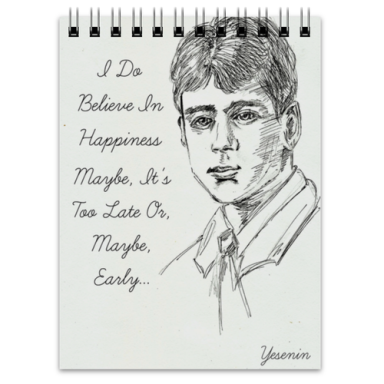 I Do
Believe In
Happiness
Maybe, It's
Too Late Or,
Maybe,
Early...
Yesenin